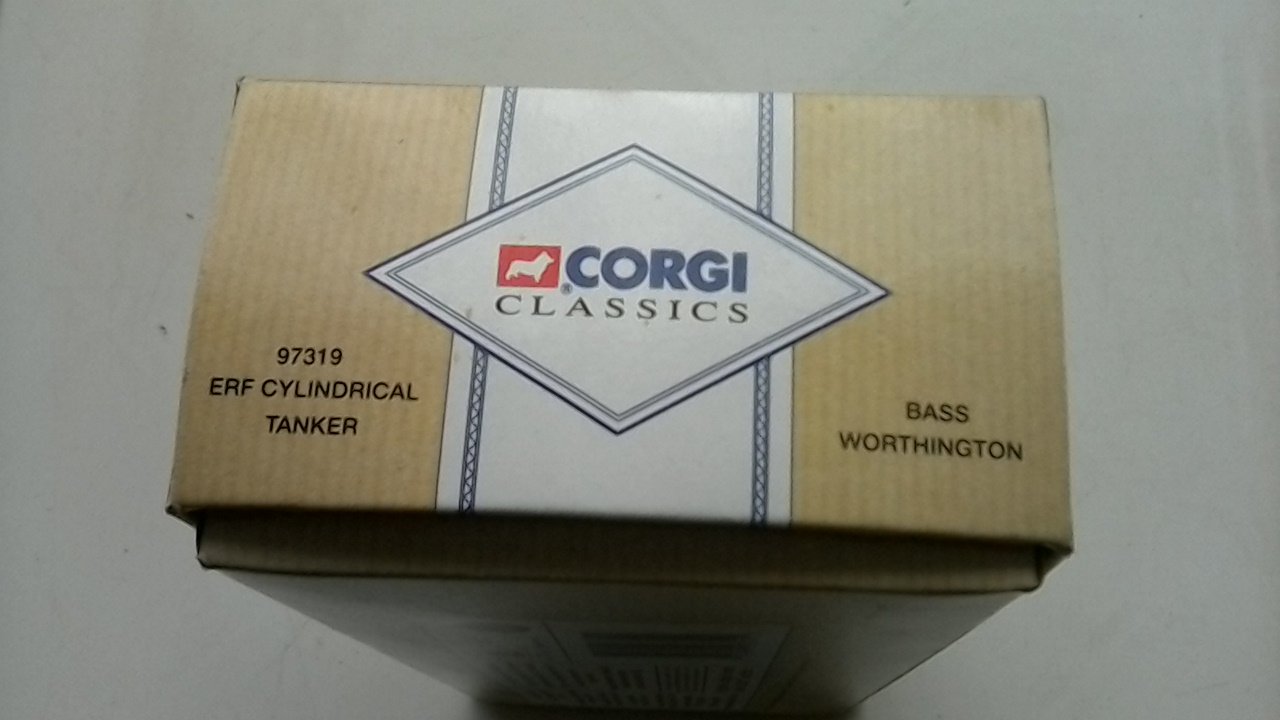 CORGI
®
CLASSICS
97319
ERF CYLINDRICAL
TANKER
BASS
WORTHINGTON